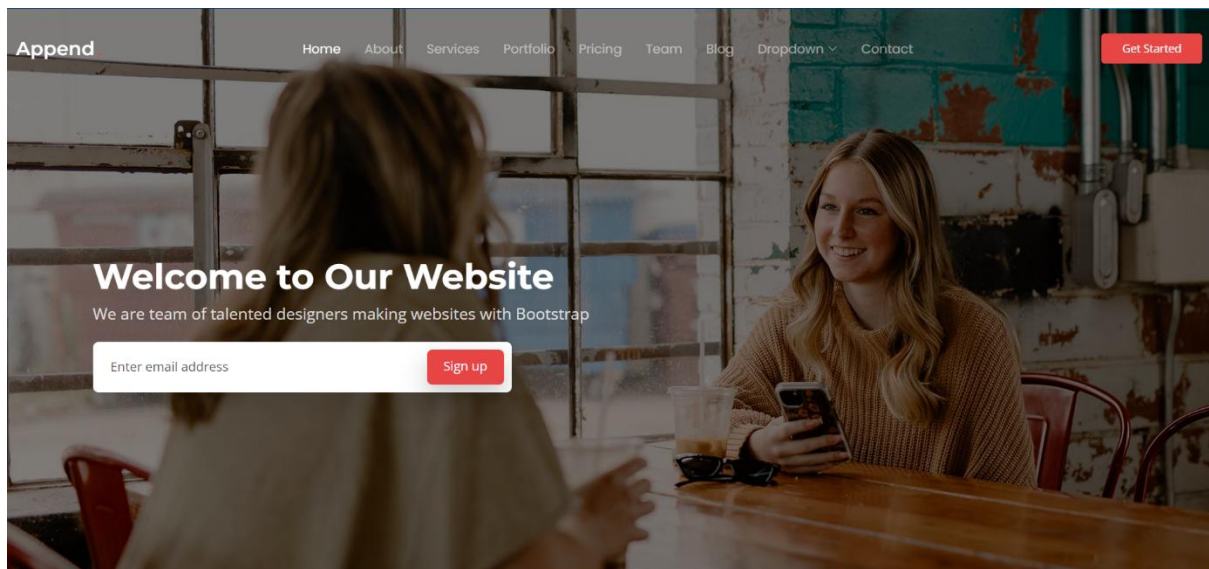 Append Home About Services Portfolio Pricing Team Blog Dropdown Contact Get Started
Welcome to Our Website
We are team of talented designers making websites with Bootstrap
Enter email address Sign up